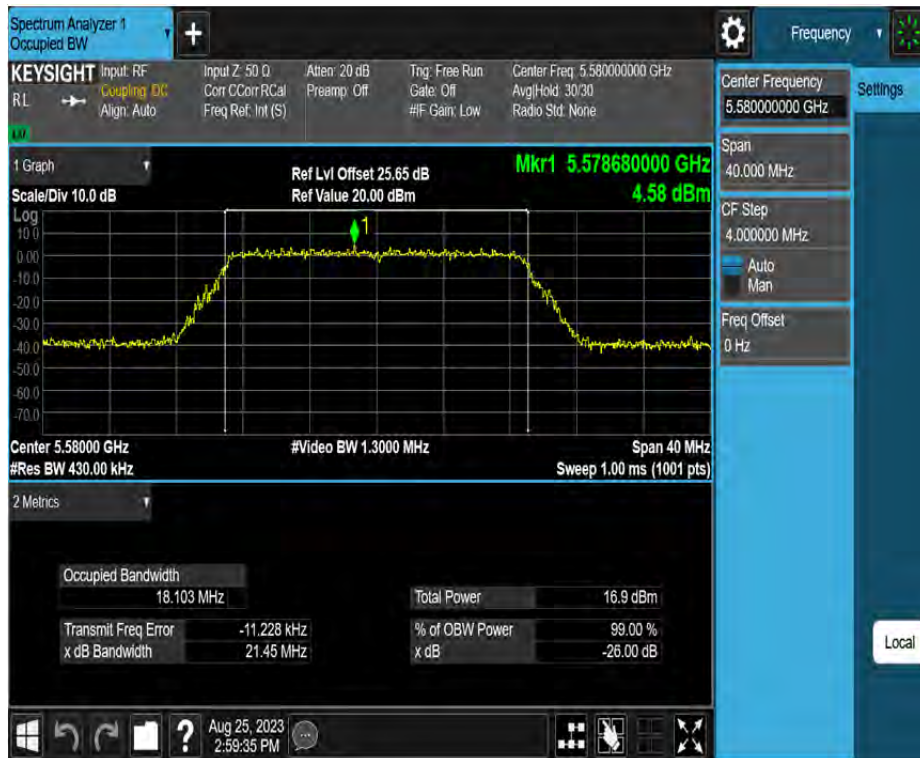 Spectrum Analyzer 1
Occupied BW
+
Frequency
KEYSIGHT
RL
Input: RF
Coupling: DC
Align: Auto
Input Z: 50 Ω
Corr CCorr RCal
Freq Ref: Int (S)
Atten: 20 dB
Preamp: Off
Trig: Free Run
Gate: Off
#IF Gain: Low
Center Freq: 5.580000000 GHz
Avg|Hold: 30/30
Radio Std: None
Center Frequency
5.580000000 GHz
Settings
Span
40.000 MHz
CF Step
4.000000 MHz
Auto
Man
Freq Offset
0 Hz
1 Graph
Scale/Div 10.0 dB
Ref Lvl Offset 25.65 dB
Ref Value 20.00 dBm
Mkr1 5.578680000 GHz
4.58 dBm
Log
10.0
0.00
-10.0
-20.0
-30.0
-40.0
-50.0
-60.0
-70.0
1
Center 5.58000 GHz
#Res BW 430.00 kHz
#Video BW 1.3000 MHz
Span 40 MHz
Sweep 1.00 ms (1001 pts)
2 Metrics
Occupied Bandwidth
18.103 MHz
Total Power 16.9 dBm
Transmit Freq Error -11.228 kHz
% of OBW Power 99.00 %
x dB Bandwidth 21.45 MHz
x dB -26.00 dB
Local
?
Aug 25, 2023
2:59:35 PM